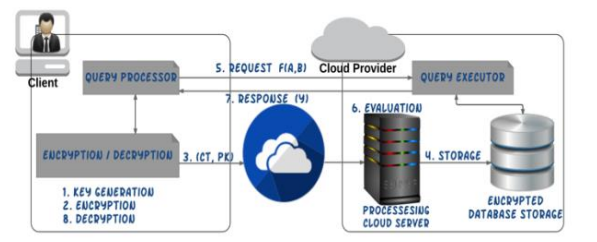 Client
QUERY PROCESSOR
5. REQUEST F(A,B)
Cloud Provider
QUERY EXECUTOR
7. RESPONSE (Y)
6. EVALUATION
ENCRYPTION / DECRYPTION
3. (CT, PK)
4. STORAGE
1. KEY GENERATION
2. ENCRYPTION
8. DECRYPTION
PROCESSESING
CLOUD SERVER
ENCRYPTED
DATABASE STORAGE